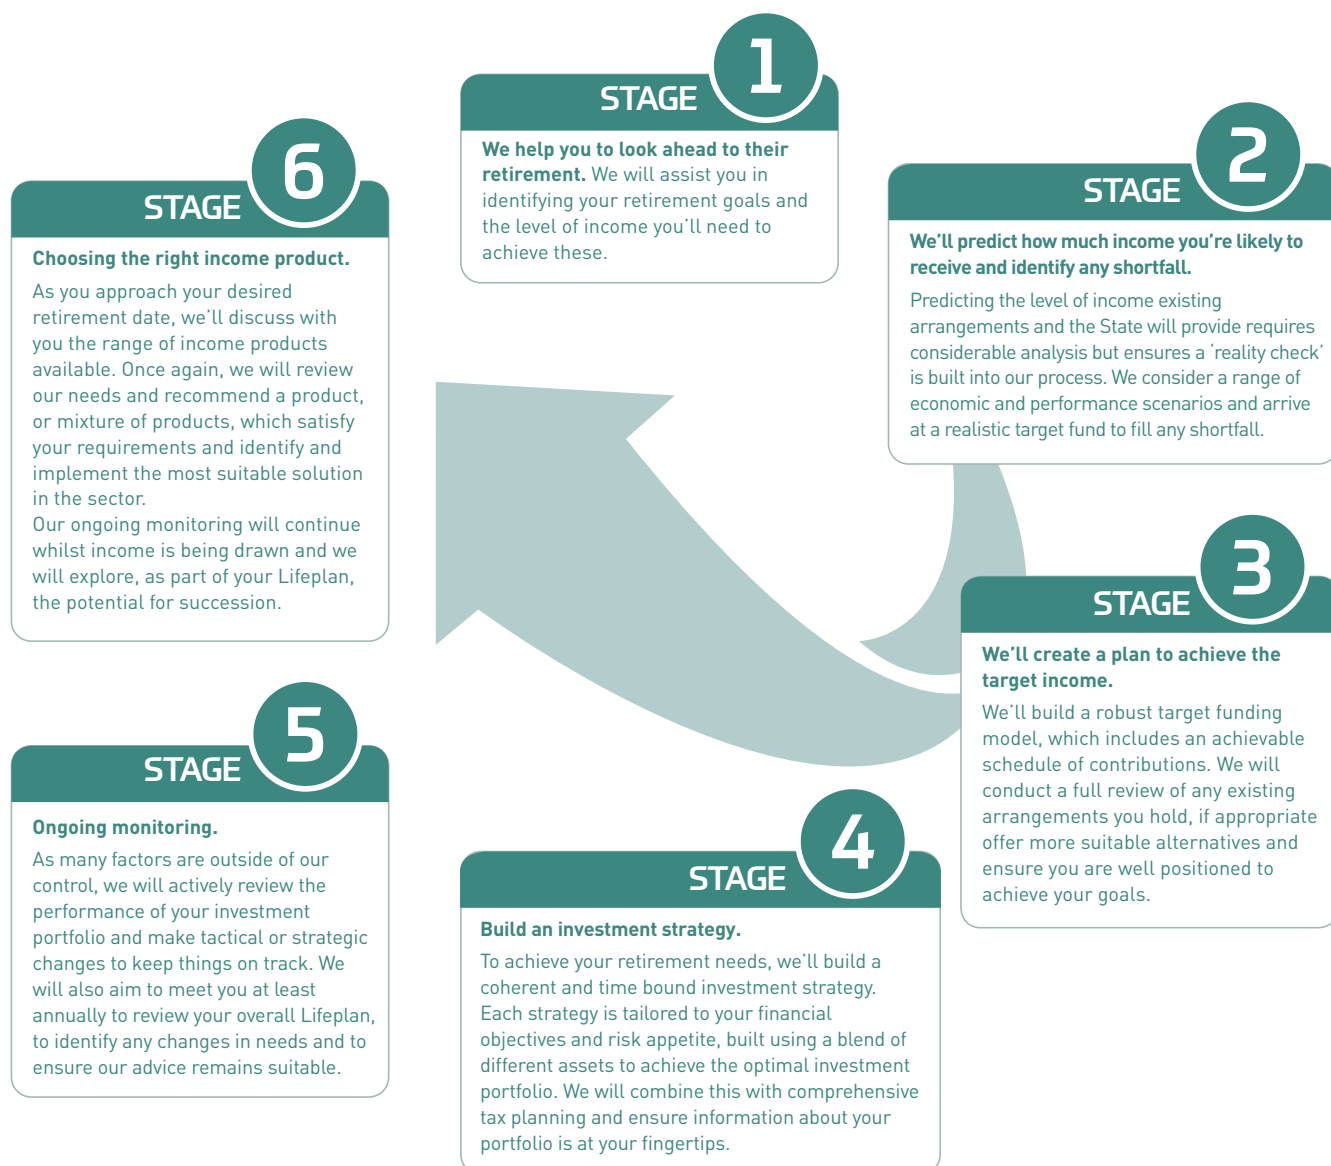 STAGE 1
We help you to look ahead to their
retirement. We will assist you in
identifying your retirement goals and
the level of income you'll need to
achieve these.
STAGE 2
We'll predict how much income you're likely to
receive and identify any shortfall.
Predicting the level of income existing
arrangements and the State will provide requires
considerable analysis but ensures a ‘reality check’
is built into our process. We consider a range of
economic and performance scenarios and arrive
at a realistic target fund to fill any shortfall.
STAGE 3
We'll create a plan to achieve the
target income.
We'll build a robust target funding
model, which includes an achievable
schedule of contributions. We will
conduct a full review of any existing
arrangements you hold, if appropriate
offer more suitable alternatives and
ensure you are well positioned to
achieve your goals.
STAGE 4
Build an investment strategy.
To achieve your retirement needs, we'll build a
coherent and time bound investment strategy.
Each strategy is tailored to your financial
objectives and risk appetite, built using a blend of
different assets to achieve the optimal investment
portfolio. We will combine this with comprehensive
tax planning and ensure information about your
portfolio is at your fingertips.
STAGE 5
Ongoing monitoring.
As many factors are outside of our
control, we will actively review the
performance of your investment
portfolio and make tactical or strategic
changes to keep things on track. We
will also aim to meet you at least
annually to review your overall Lifeplan,
to identify any changes in needs and to
ensure our advice remains suitable.
STAGE 6
Choosing the right income product.
As you approach your desired
retirement date, we'll discuss with
you the range of income products
available. Once again, we will review
our needs and recommend a product,
or mixture of products, which satisfy
your requirements and identify and
implement the most suitable solution
in the sector.
Our ongoing monitoring will continue
whilst income is being drawn and we
will explore, as part of your Lifeplan,
the potential for succession.